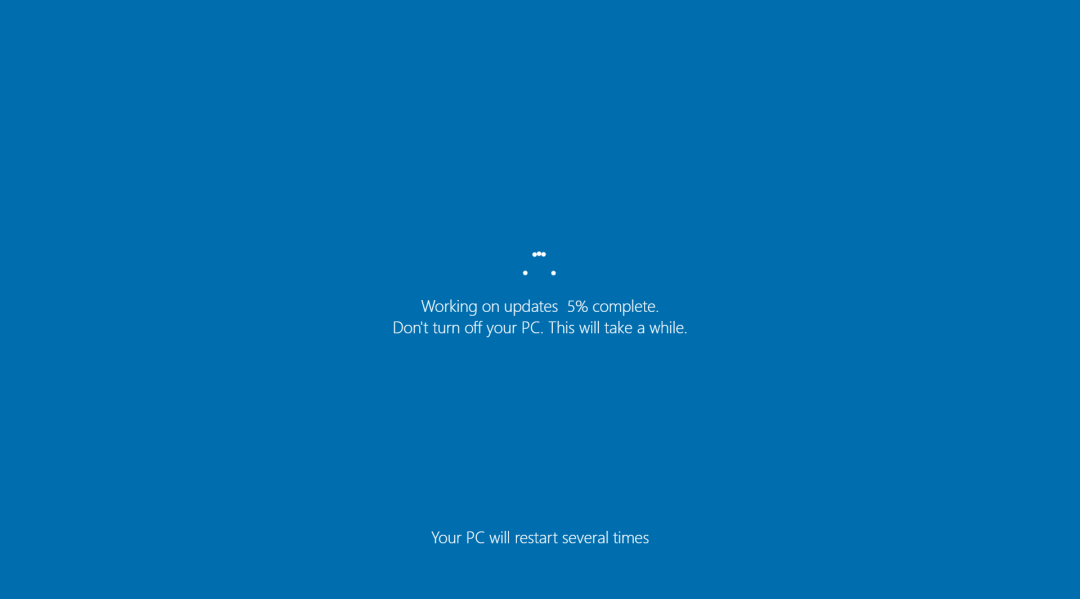 Working on updates  5% complete.
Don't turn off your PC. This will take a while.
Your PC will restart several times